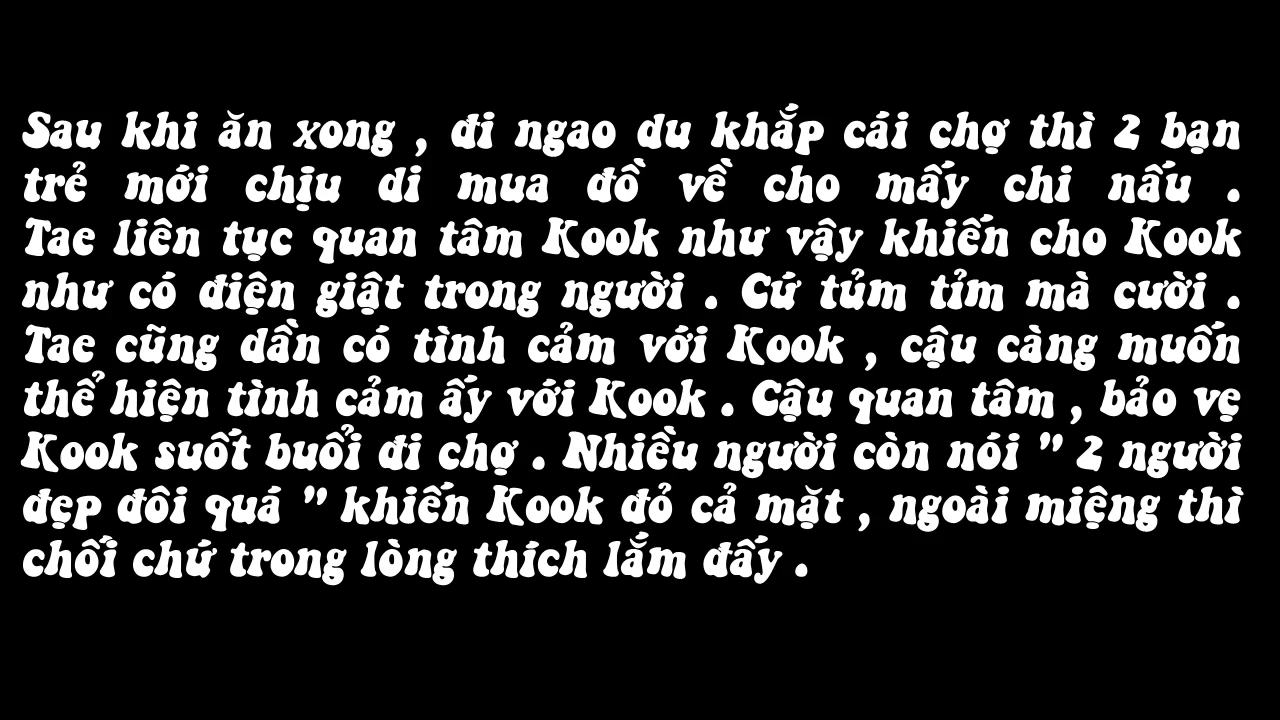 Sau khi ăn xong , đi ngao du khắp cái chợ thì 2 bạn
trẻ mới chịu di mua đồ về cho mấy chi nấu .
Tae liên tục quan tâm Kook như vậy khiến cho Kook
như có điện giật trong người . Cứ tủm tỉm mà cười .
Tae cũng dần có tình cảm với Kook , cậu càng muốn
thể hiện tình cảm ấy với Kook . Cậu quan tâm , bảo vẹ
Kook suốt buổi đi chợ . Nhiều người còn nói " 2 người
đẹp đôi quá " khiến Kook đỏ cả mặt , ngoài miệng thì
chối chứ trong lòng thích lắm đấy .